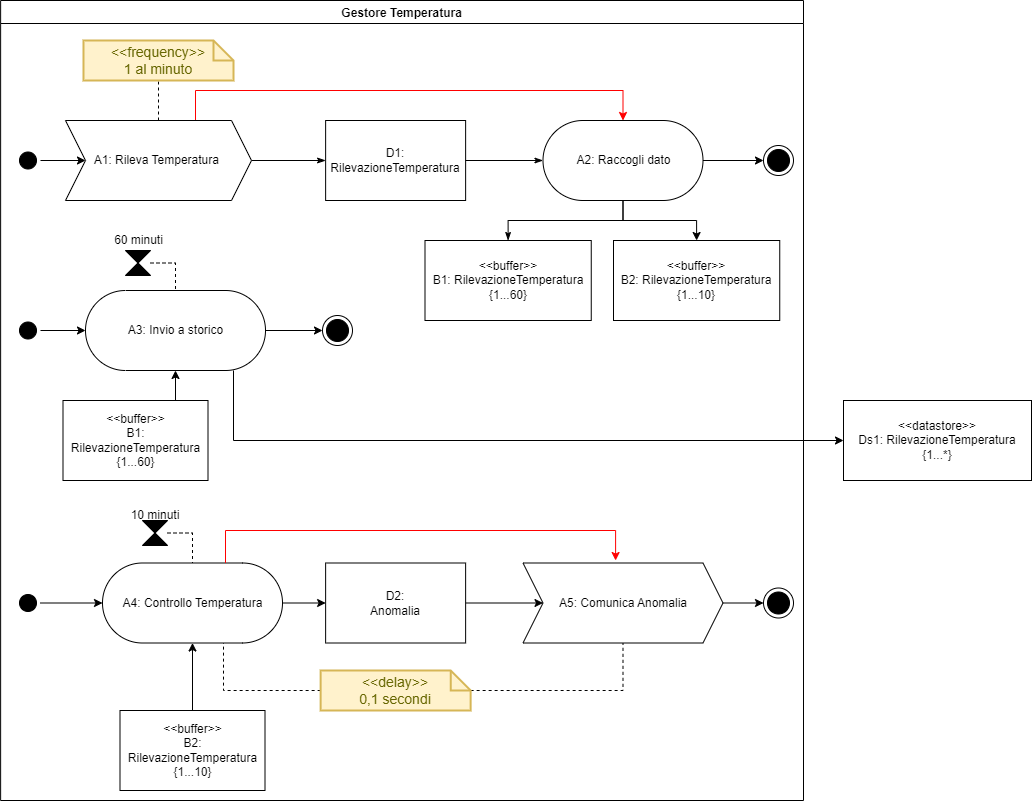 Gestore Temperatura
<<frequency>>
1 al minuto
A1: Rileva Temperatura
D1:
RilevazioneTemperatura
A2: Raccogli dato
<<buffer>>
B1: RilevazioneTemperatura
{1...60}
<<buffer>>
B2: RilevazioneTemperatura
{1...10}
60 minuti
A3: Invio a storico
<<buffer>>
B1:
RilevazioneTemperatura
{1...60}
<<datastore>>
Ds1: RilevazioneTemperatura
{1...*}
10 minuti
A4: Controllo Temperatura
D2:
Anomalia
A5: Comunica Anomalia
<<delay>>
0,1 secondi
<<buffer>>
B2:
RilevazioneTemperatura
{1...10}